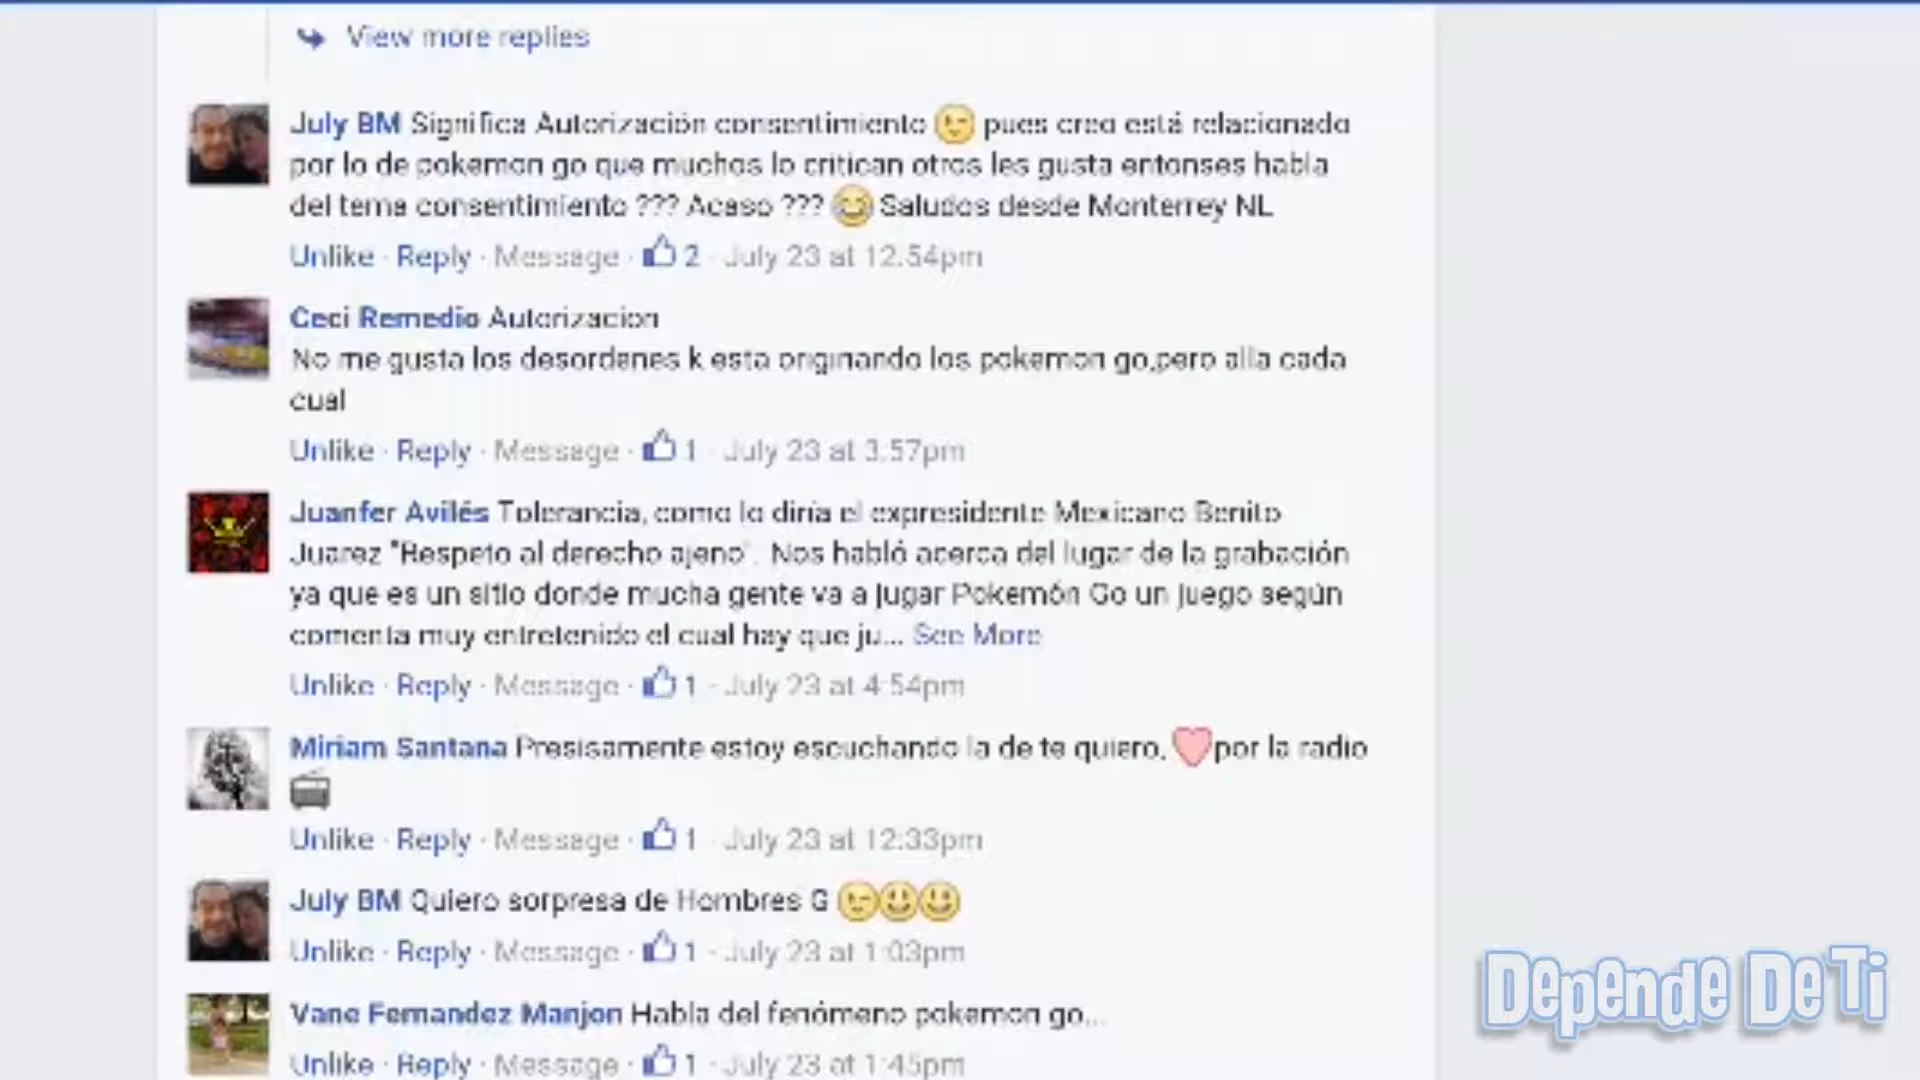 View more replies
July BM Significa Autorización consentimiento 😉 pues creo está relacionado
por lo de pokemon go que muchos lo critican otros les gusta entonses habla
del tema consentimiento ??? Acaso ??? 😂 Saludos desde Monterrey NL
Unlike · Reply · Message · 2 · July 23 at 12:54pm
Ceci Remedio Autorizacion
No me gusta los desordenes k esta originando los pokemon go,pero alla cada
cual
Unlike · Reply · Message · 1 · July 23 at 3:57pm
Juanfer Avilés Tolerancia, como lo diria el expresidente Mexicano Benito
Juarez "Respeto al derecho ajeno". Nos habló acerca del lugar de la grabación
ya que es un sitio donde mucha gente va a jugar Pokemón Go un juego según
comenta muy entretenido el cual hay que ju... See More
Unlike · Reply · Message · 1 · July 23 at 4:54pm
Miriam Santana Presisamente estoy escuchando la de te quiero, ❤por la radio
📻
Unlike · Reply · Message · 1 · July 23 at 12:33pm
July BM Quiero sorpresa de Hombres G 😉😃😃
Unlike · Reply · Message · 1 · July 23 at 1:03pm
Vane Fernandez Manjon Habla del fenómeno pokemon go...
Unlike · Reply · Message · 1 · July 23 at 1:45pm
Depende De Ti